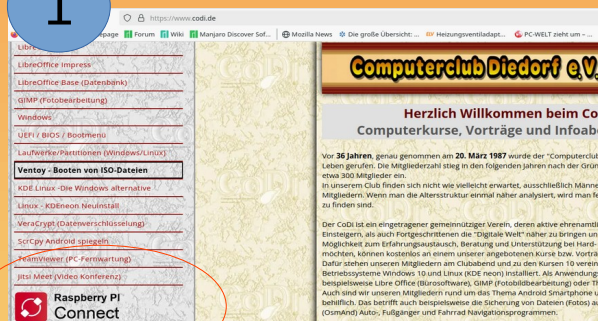 1
https://www.codi.de
epage Forum Wiki Manjaro Discover Sof... Mozilla News Die große Übersicht: ... Heizungsventiladapt... PC-WELT zieht um – ...
LibreOffice Impress
LibreOffice Base (Datenbank)
GIMP (Fotobearbeitung)
Windows
UEFI / BIOS / Bootmenü
Laufwerke/Partitionen (Windows/Linux)
Ventoy - Booten von ISO-Dateien
KDE Linux -Die Windows alternative
Linux - KDEneon Neuinstall
VeraCrypt (Datenverschlüsselung)
ScrCpy Android spiegeln
TeamViewer (PC-Fernwartung)
Jitsi Meet (Video Konferenz)
Raspberry PI
Connect
Computerclub Diedorf e.V.
Herzlich Willkommen beim Co
Computerkurse, Vorträge und Infoabe
Vor 36 Jahren, genau genommen am 20. März 1987 wurde der "Computerclub
Leben gerufen. Die Mitgliederzahl stieg in den folgenden Jahren nach der Grün
etwa 300 Mitglieder ein.
In unserem Club finden sich nicht wie vielleicht erwartet, ausschließlich Männe
Mitgliedern. Wenn man die Altersstruktur einmal näher analysiert, wird man fe
zu finden sind.
Der CoDi ist ein eingetragener gemeinnütziger Verein, deren aktive ehrenamtli
Einsteigern, als auch Fortgeschrittenen die "Digitale Welt" näher zu bringen un
Möglichkeit zum Erfahrungsaustausch, Beratung und Unterstützung bei Hard-
möchten, können kostenlos an einem unserer angebotenen Kurse bzw. Vorträ
Dafür stehen unseren Mitgliedern am Clubabend und zu den Kursen 10 verein
Betriebssysteme Windows 10 und Linux (KDE neon) installiert. Als Anwendungs
beispielsweise Libre Office (Bürosoftware), GIMP (Fotobildbearbeitung) oder Th
Auch sind wir unseren Mitgliedern rund um das Thema Android Smartphone u
behilflich. Das betrifft auch beispielsweise die Sicherung von Dateien (Fotos) au
(OsmAnd) Auto-, Fußgänger und Fahrrad Navigationsprogrammen.